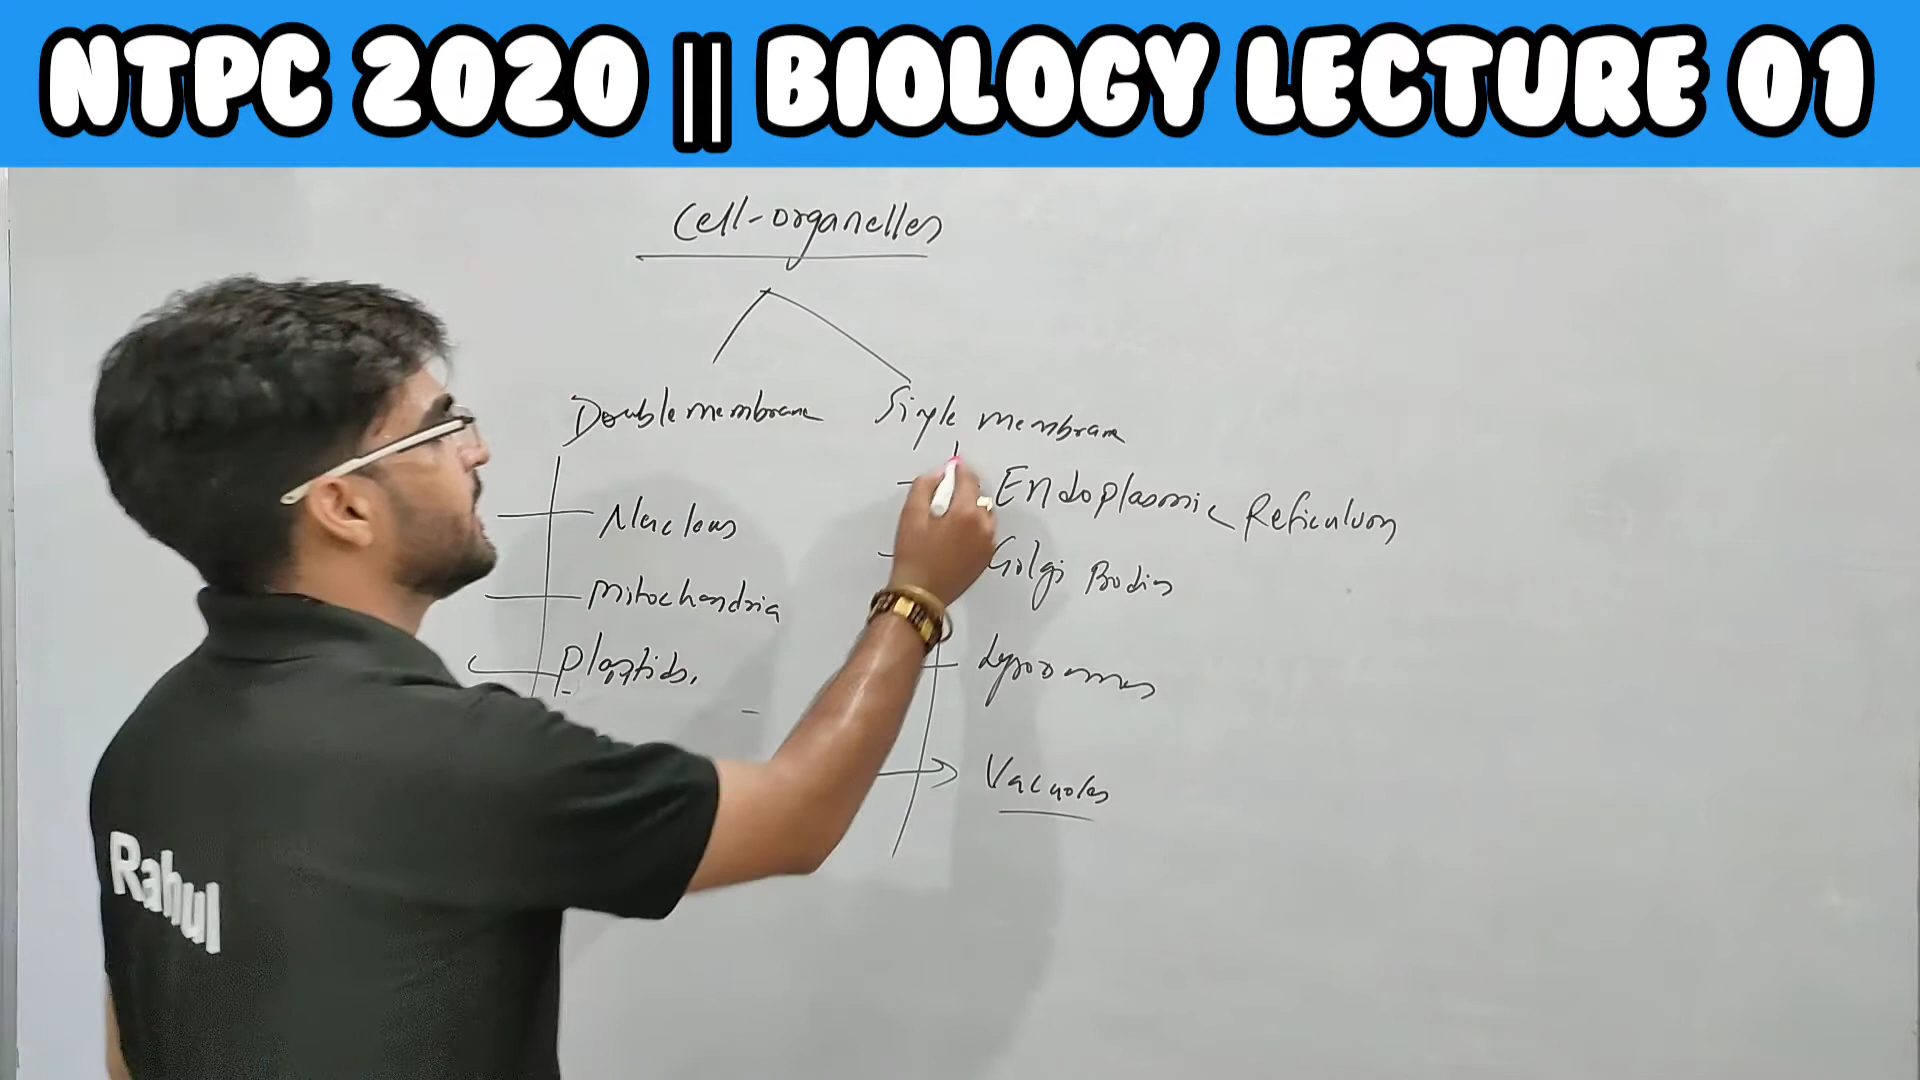 NTPC 2020 || BIOLOGY LECTURE 01
Cell-organelles
Double membrane
Single membrane
Nucleus
Mitochondria
Plastids,
Endoplasmic Reticulum
Golgi Bodies
Lysosomes
Vacuoles
Rahul